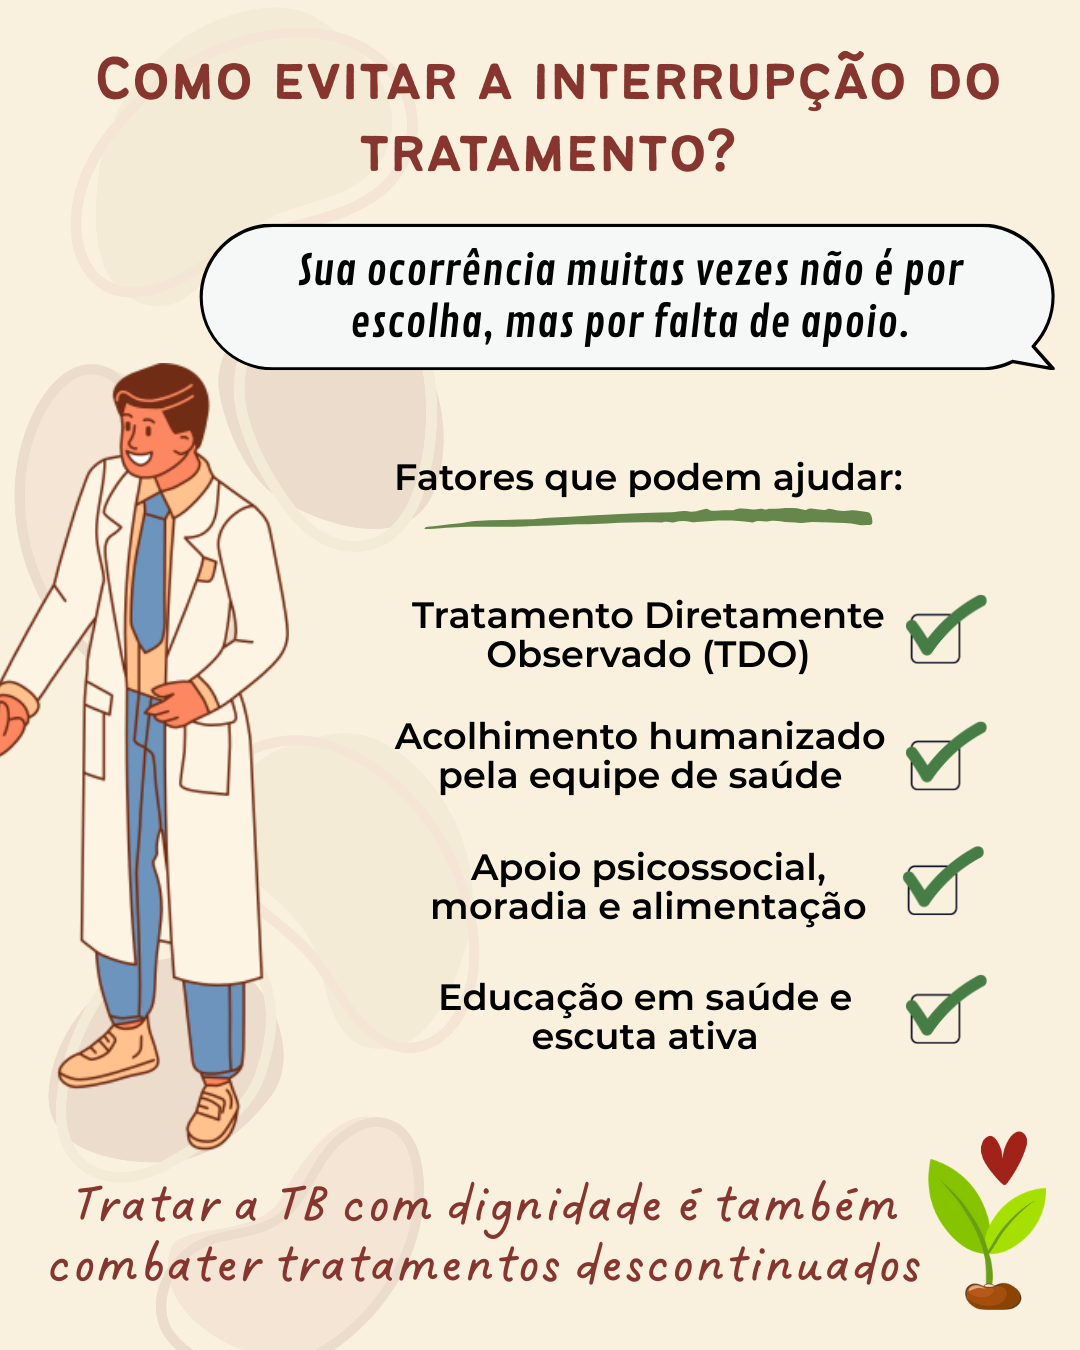 Como evitar a interrupção do
tratamento?
Sua ocorrência muitas vezes não é por
escolha, mas por falta de apoio.
Fatores que podem ajudar:
Tratamento Diretamente
Observado (TDO)
Acolhimento humanizado
pela equipe de saúde
Apoio psicossocial,
moradia e alimentação
Educação em saúde e
escuta ativa
Tratar a TB com dignidade é também
combater tratamentos descontinuados